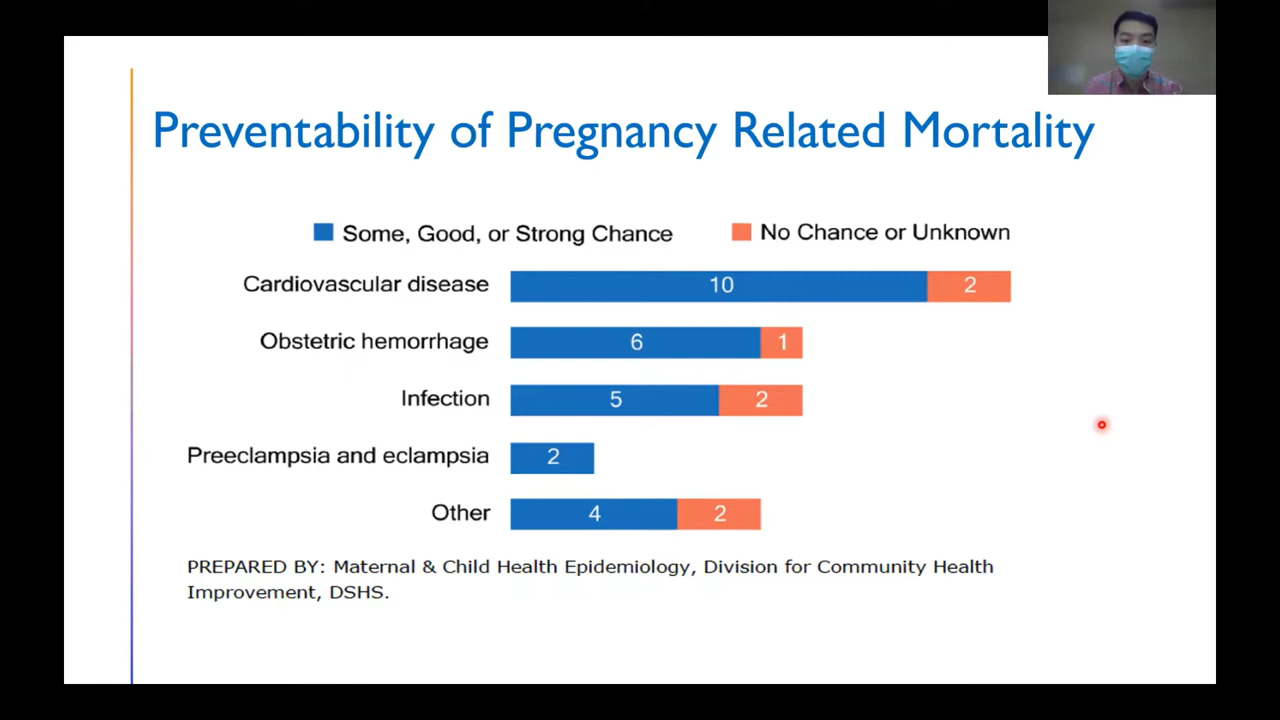 Preventability of Pregnancy Related Mortality
Some, Good, or Strong Chance
No Chance or Unknown
Cardiovascular disease 10 2
Obstetric hemorrhage 6 1
Infection 5 2
Preeclampsia and eclampsia 2
Other 4 2
PREPARED BY: Maternal & Child Health Epidemiology, Division for Community Health
Improvement, DSHS.